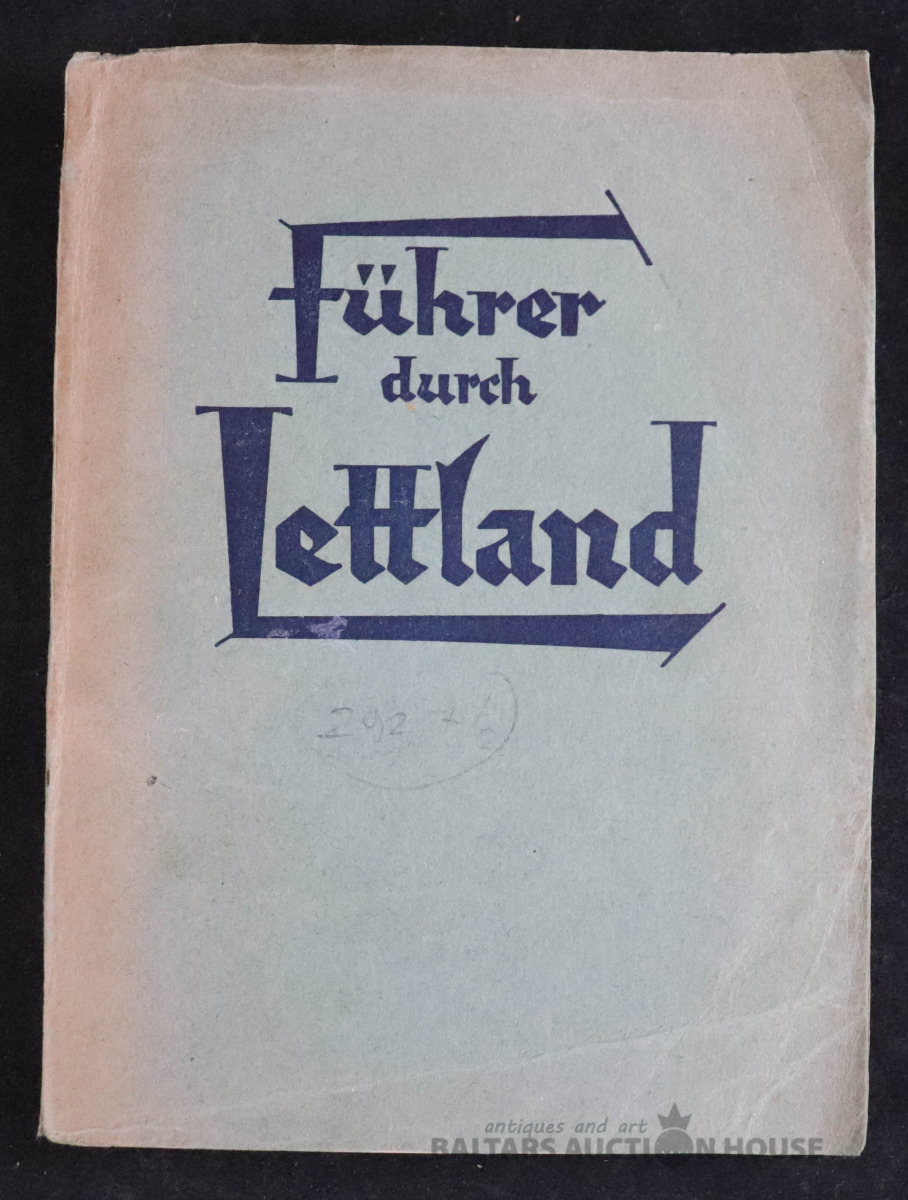 Führer
durch
Lettland
antiques and art
BALTARS AUCTION HOUSE